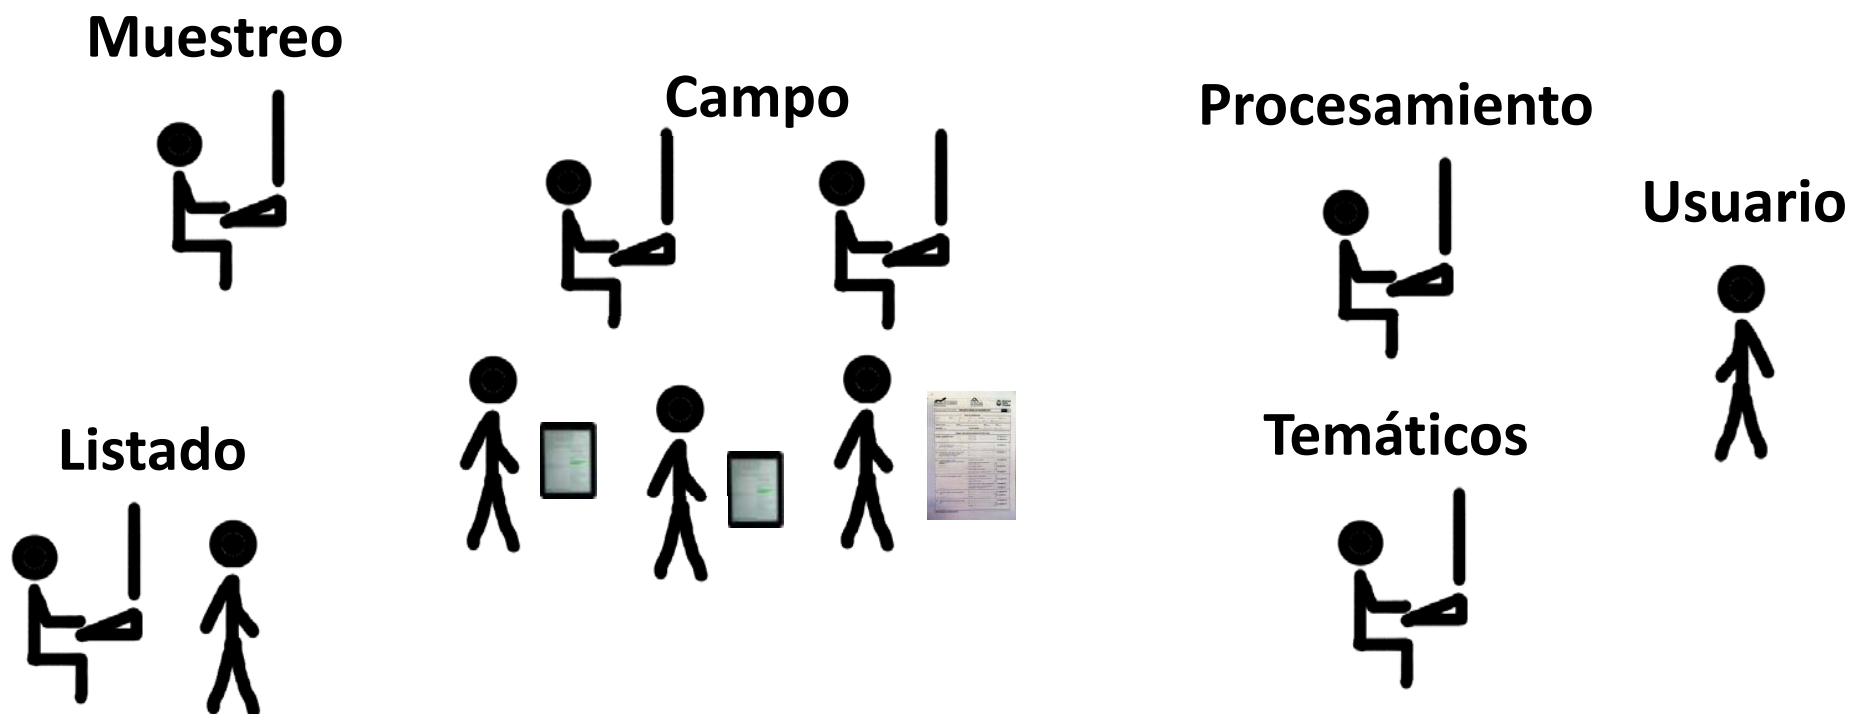 Muestreo
Campo
Procesamiento
Usuario
Listado
Temáticos